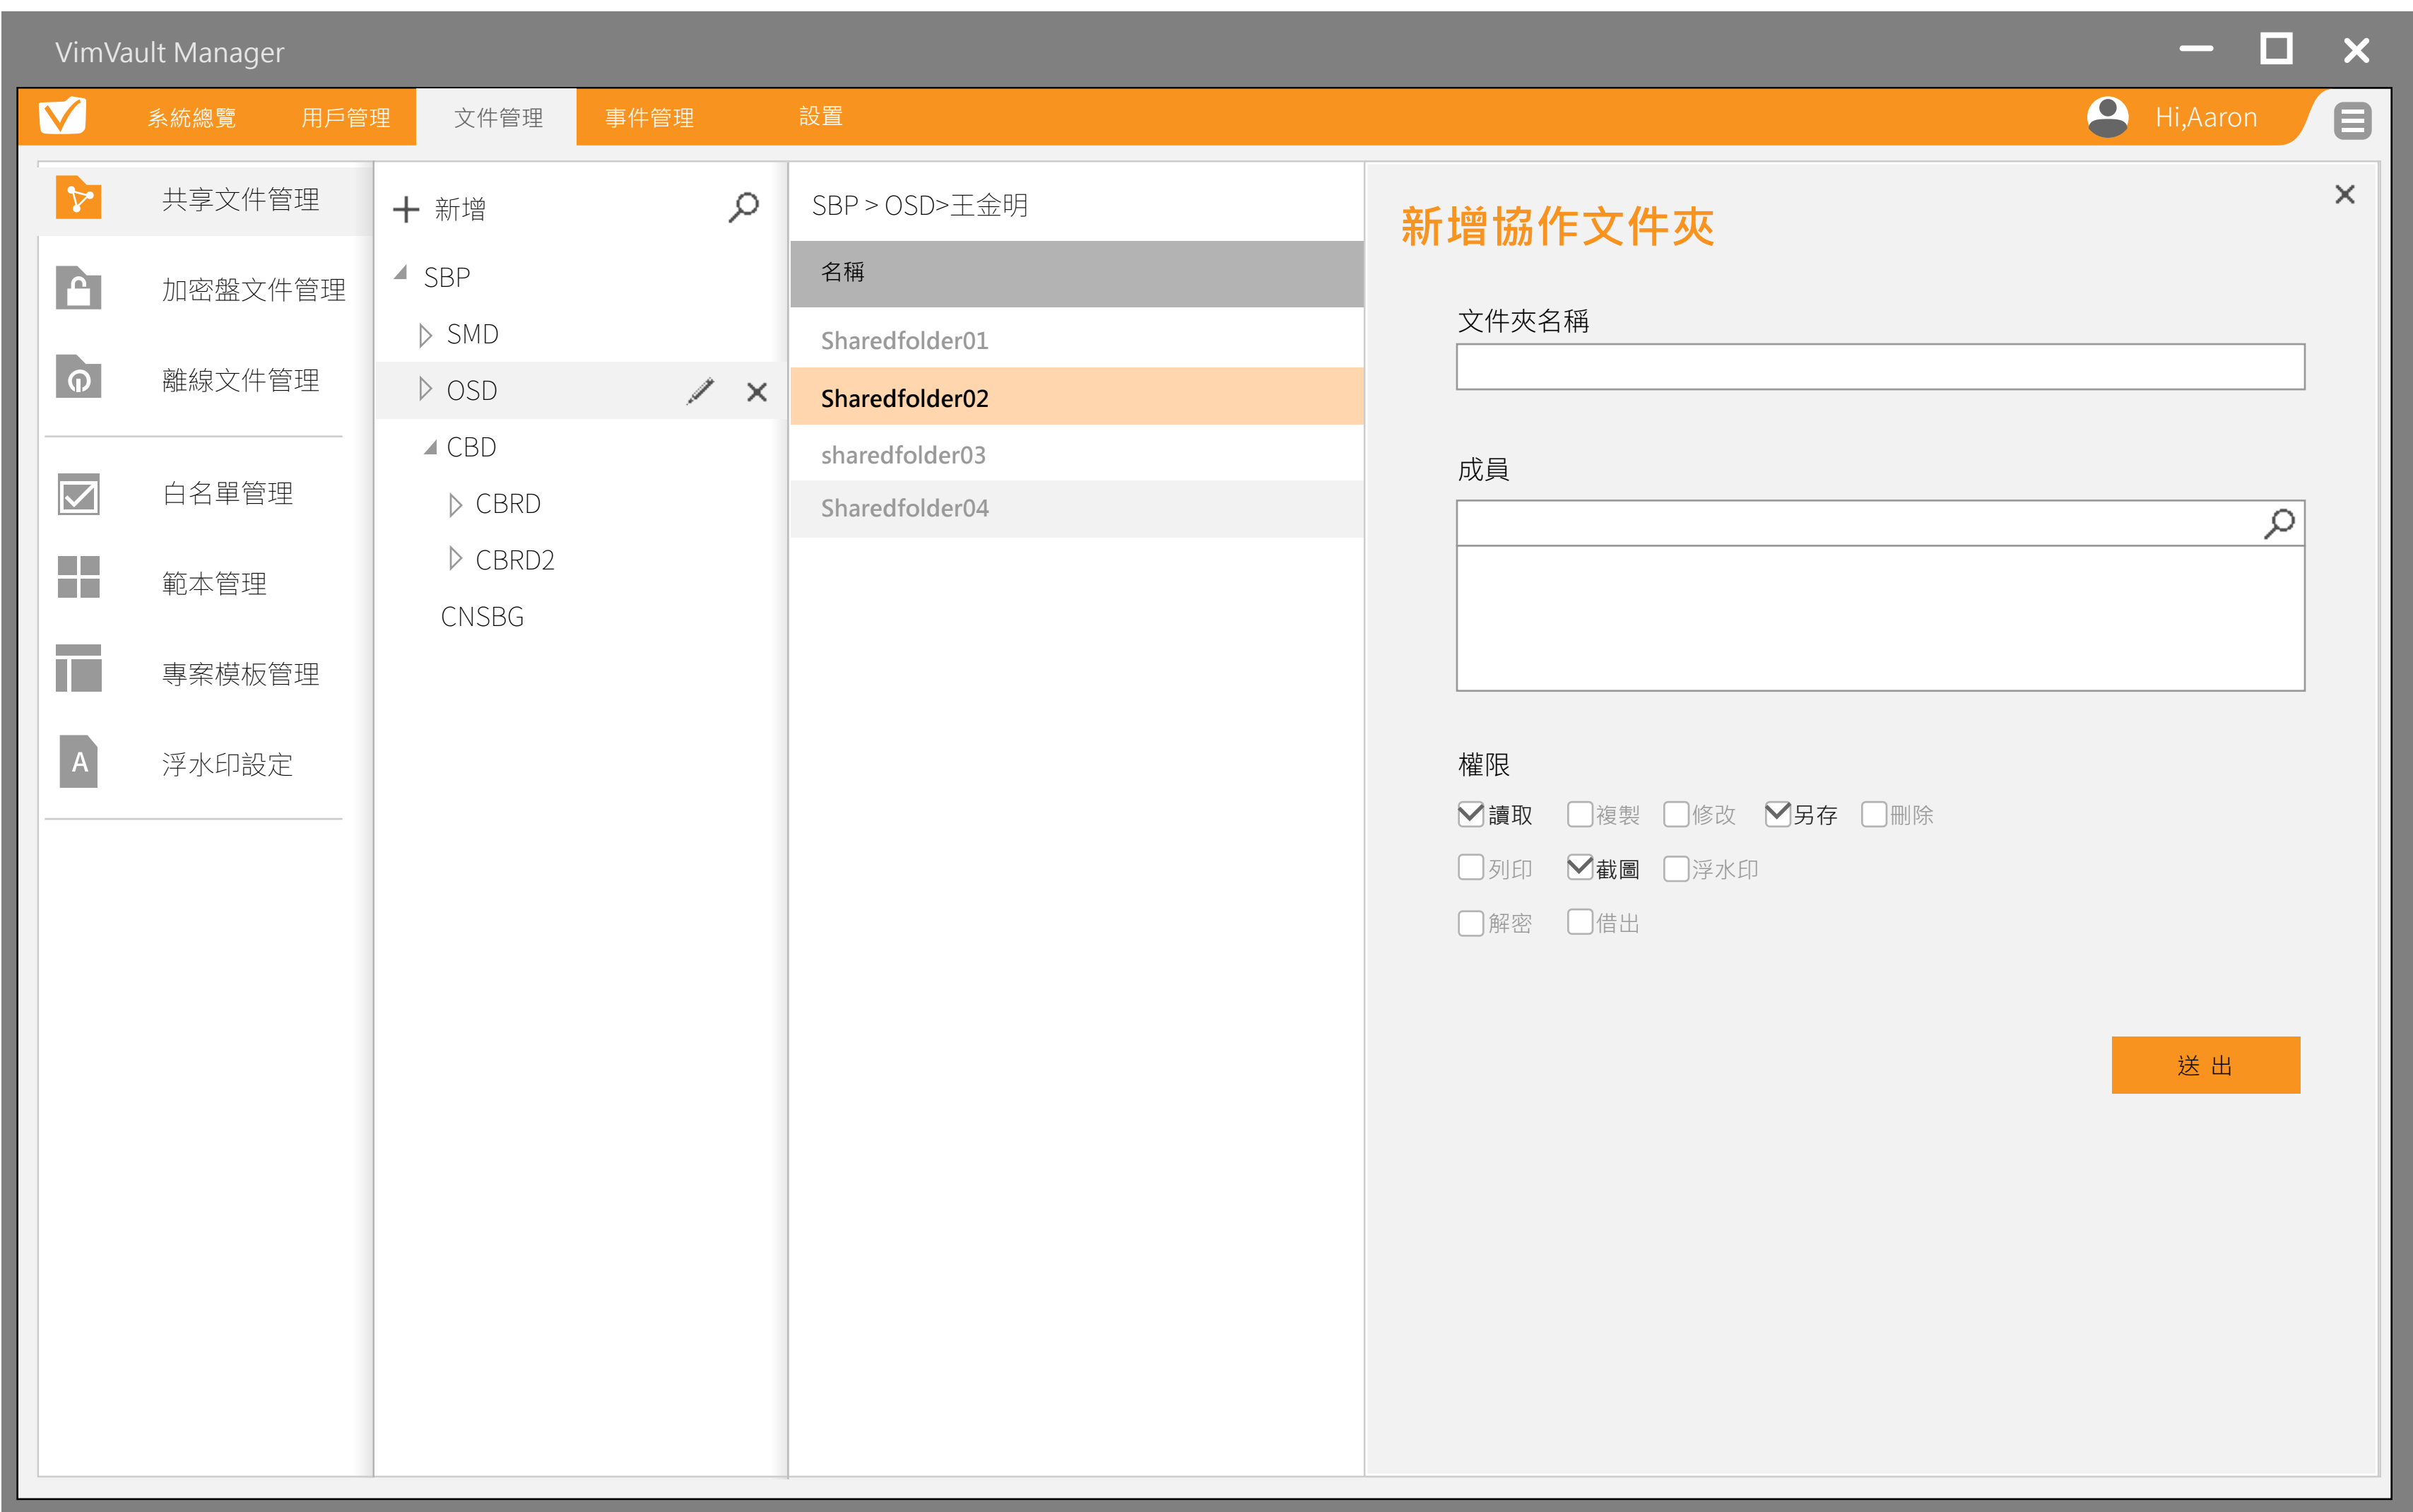 VimVault Manager
系統總覽 用戶管理 文件管理 事件管理 設置 Hi,Aaron
共享文件管理
加密盤文件管理
離線文件管理
白名單管理
範本管理
專案模板管理
A 浮水印設定
新增
SBP
SMD
OSD
CBD
CBRD
CBRD2
CNSBG
SBP > OSD>王金明
名稱
Sharedfolder01
Sharedfolder02
sharedfolder03
Sharedfolder04
新增協作文件夾
文件夾名稱
成員
權限
讀取 複製 修改 另存 刪除
列印 截圖 浮水印
解密 借出
送 出